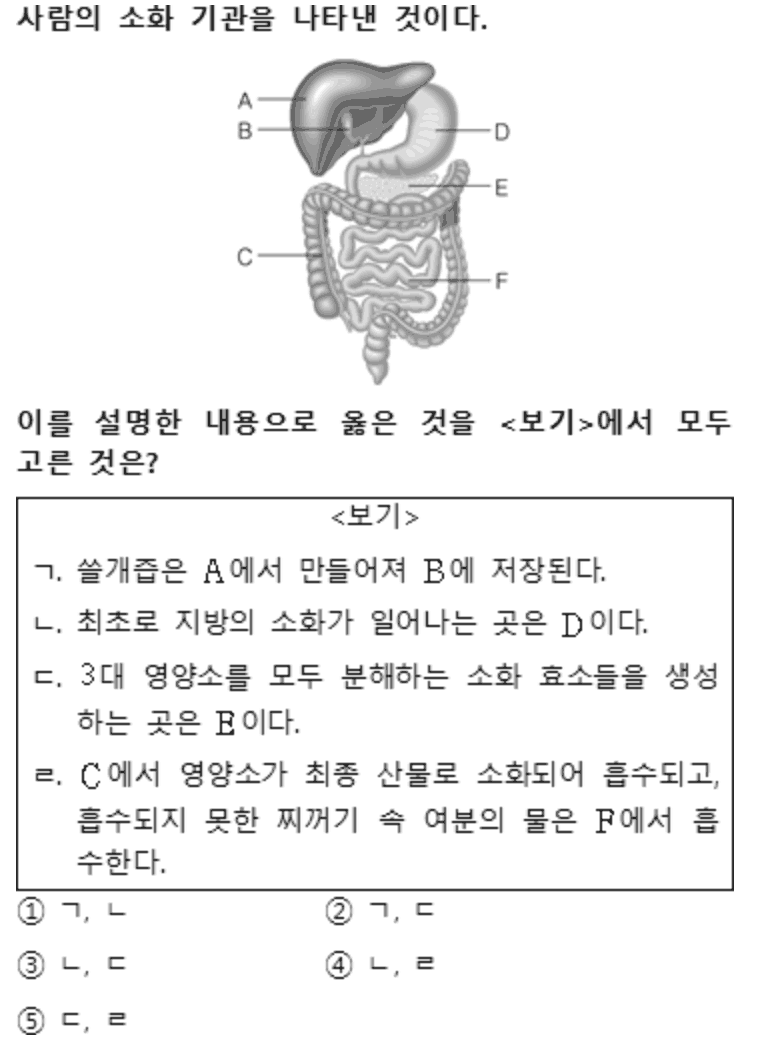 사람의 소화 기관을 나타낸 것이다.
A
B
D
E
C
F
이를 설명한 내용으로 옳은 것을 <보기>에서 모두
고른 것은?
<보기>
ㄱ. 쓸개즙은 A에서 만들어져 B에 저장된다.
ㄴ. 최초로 지방의 소화가 일어나는 곳은 D이다.
ㄷ. 3대 영양소를 모두 분해하는 소화 효소들을 생성
하는 곳은 E이다.
ㄹ. C에서 영양소가 최종 산물로 소화되어 흡수되고,
흡수되지 못한 찌꺼기 속 여분의 물은 F에서 흡
수한다.
① ㄱ, ㄴ ② ㄱ, ㄷ
③ ㄴ, ㄷ ④ ㄴ, ㄹ
⑤ ㄷ, ㄹ